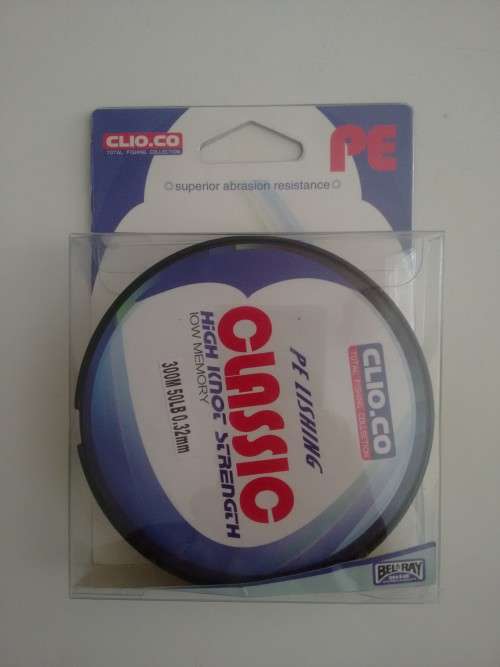 CLIO.CO
TOTAL FISHING COLLECTION
PE
superior abrasion resistance
CLIO.CO
TOTAL FISHING COLLECTION
PE LISHING
CLASSIC
HIGH KNOT STRENGTH
lOW MEMORY
300M 50LB 0.32mm
BEL RAY